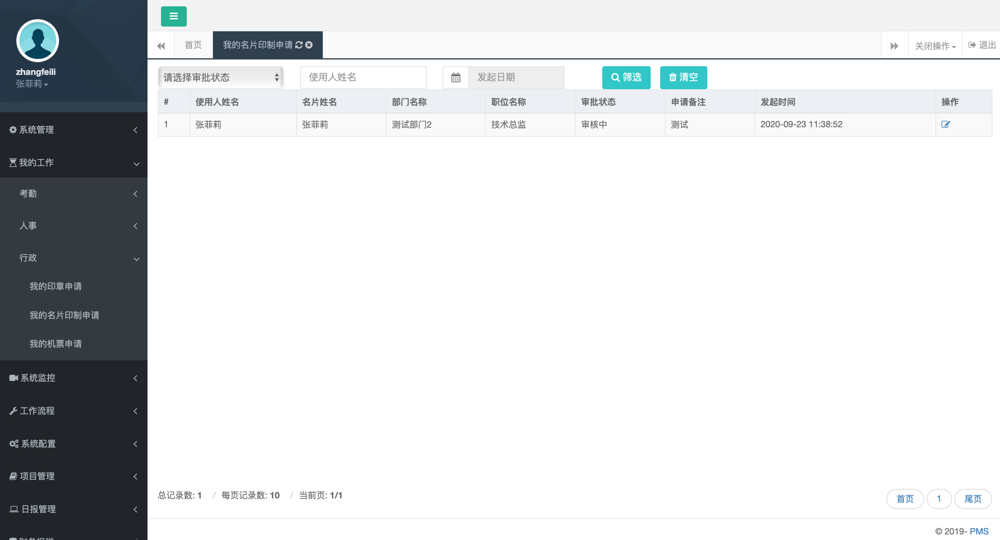 zhangfeili
张菲莉
系统管理
我的工作
考勤
人事
行政
我的印章申请
我的名片印制申请
我的机票申请
系统监控
工作流程
系统配置
项目管理
日报管理
财务报销
首页 我的名片印制申请 关闭操作 退出
请选择审批状态 使用人姓名 发起日期 筛选 清空
# 使用人姓名 名片姓名 部门名称 职位名称 审批状态 申请备注 发起时间 操作
1 张菲莉 张菲莉 测试部门2 技术总监 审核中 测试 2020-09-23 11:38:52
总记录数: 1 / 每页记录数: 10 / 当前页: 1/1 首页 1 尾页
© 2019- PMS